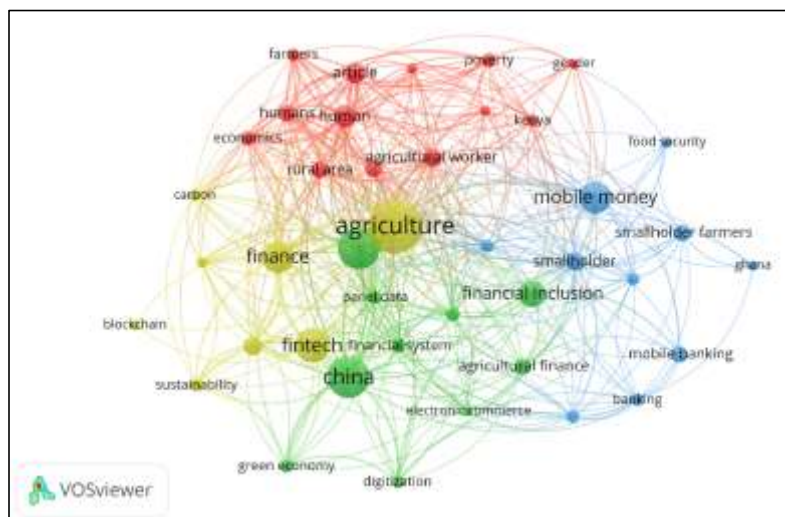 farmers
poverty
gender
article
humans
human
kenya
economics
food security
agricultural worker
rural area
carbon
mobile money
agriculture
smallholder farmers
finance
smallholder
ghana
panel data
financial inclusion
blockchain
fintech
financial system
mobile banking
china
agricultural finance
sustainability
banking
electronic commerce
green economy
digitization
VOSviewer